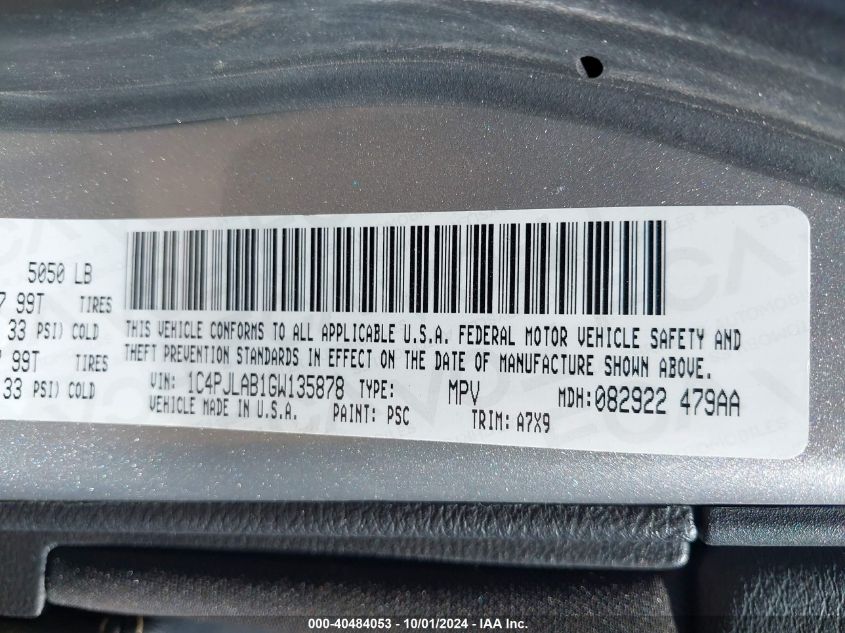 5050 LB
7 99T TIRES
33 PSI) COLD
99T TIRES
33 PSI) COLD
THIS VEHICLE CONFORMS TO ALL APPLICABLE U.S.A. FEDERAL MOTOR VEHICLE SAFETY AND
THEFT PREVENTION STANDARDS IN EFFECT ON THE DATE OF MANUFACTURE SHOWN ABOVE.
VIN: 1C4PJLAB1GW135878 TYPE: MPV MDH:082922 479AA
VEHICLE MADE IN U.S.A. PAINT: PSC TRIM: A7X9
000-40484053 - 10/01/2024 - IAA Inc.